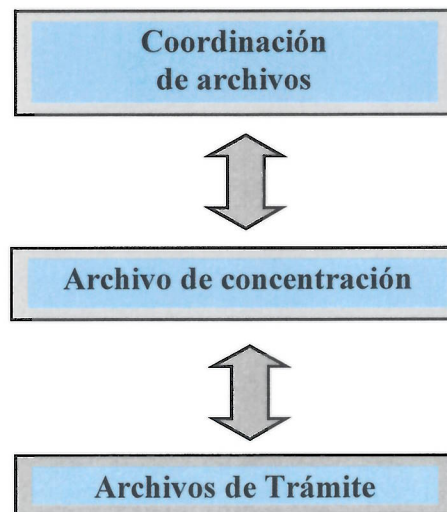 Coordinación
de archivos
Archivo de concentración
Archivos de Trámite